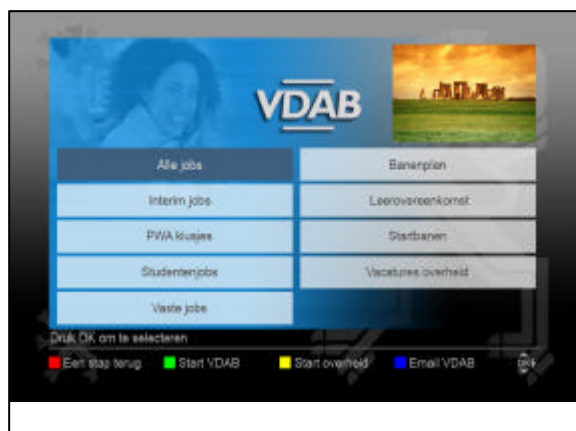 VDAB
Alle jobs
Banenplan
Interim jobs
Leerovereenkomst
PWA klusjes
Startbanen
Studentenjobs
Vacatures overheid
Vaste jobs
Druk OK om te selecteren
Een stap terug
Start VDAB
Start overheid
Email VDAB